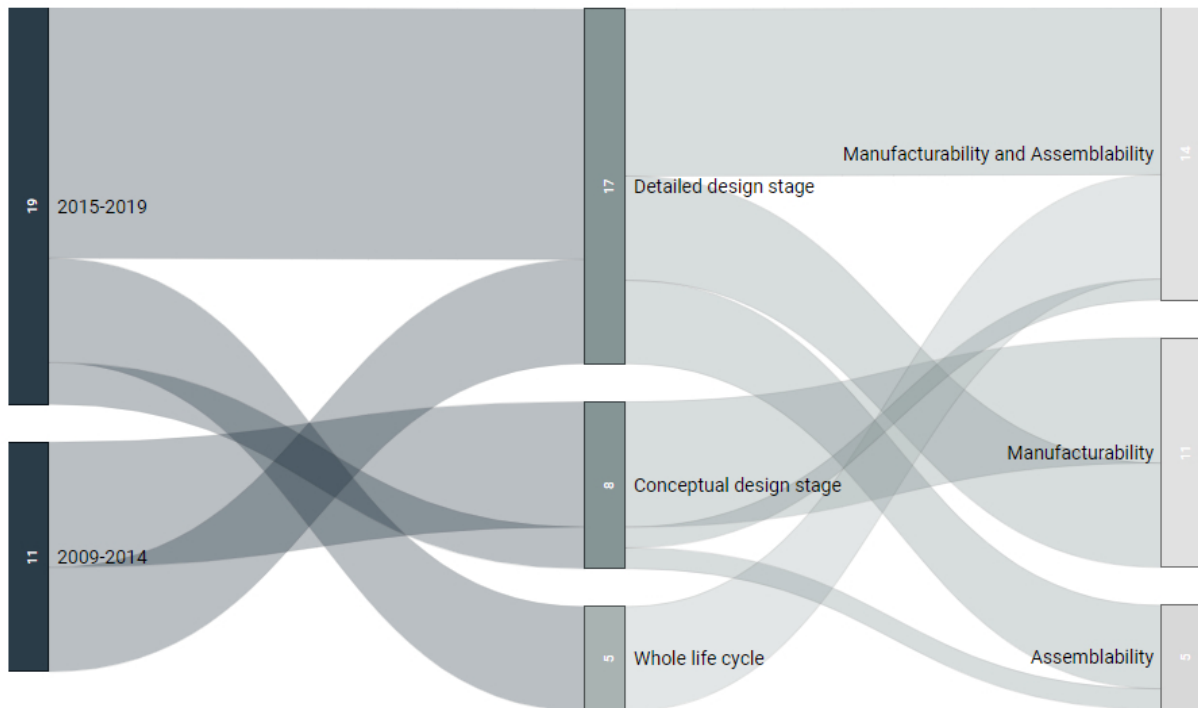 19
2015-2019
11
2009-2014
17
Detailed design stage
8
Conceptual design stage
5
Whole life cycle
Manufacturability and Assemblability
14
Manufacturability
11
Assemblability
5